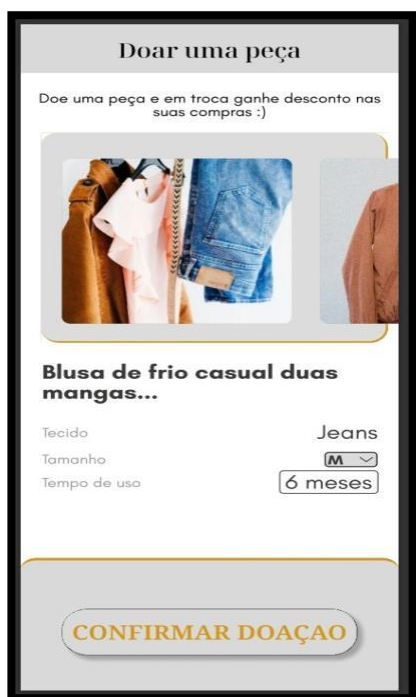 Doar uma peça
Doe uma peça e em troca ganhe desconto nas
suas compras :)
Blusa de frio casual duas
mangas...
Tecido Jeans
Tamanho M
Tempo de uso 6 meses
CONFIRMAR DOAÇAO